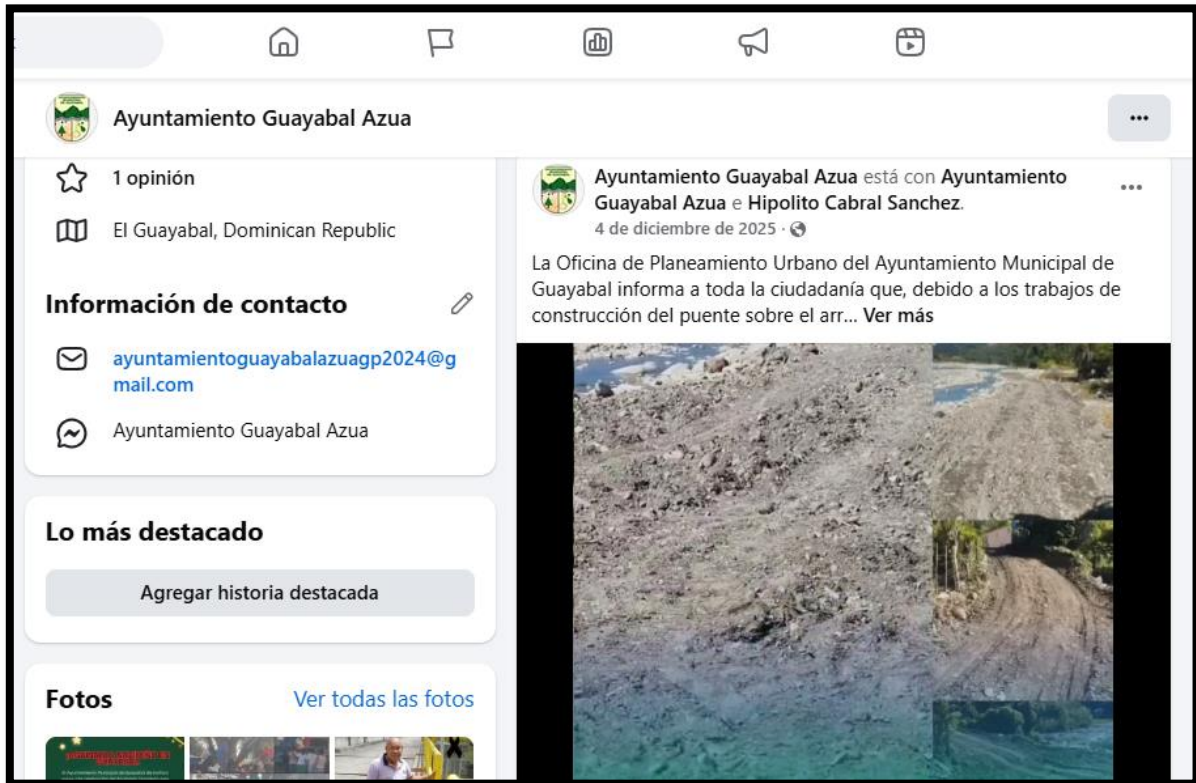 Ayuntamiento Guayabal Azua
1 opinión
El Guayabal, Dominican Republic
Información de contacto
ayuntamientoguayabalazuagp2024@g
mail.com
Ayuntamiento Guayabal Azua
Lo más destacado
Agregar historia destacada
Fotos
Ver todas las fotos
Ayuntamiento Guayabal Azua está con Ayuntamiento
Guayabal Azua e Hipolito Cabral Sanchez.
4 de diciembre de 2025 ·
La Oficina de Planeamiento Urbano del Ayuntamiento Municipal de
Guayabal informa a toda la ciudadanía que, debido a los trabajos de
construcción del puente sobre el arr... Ver más